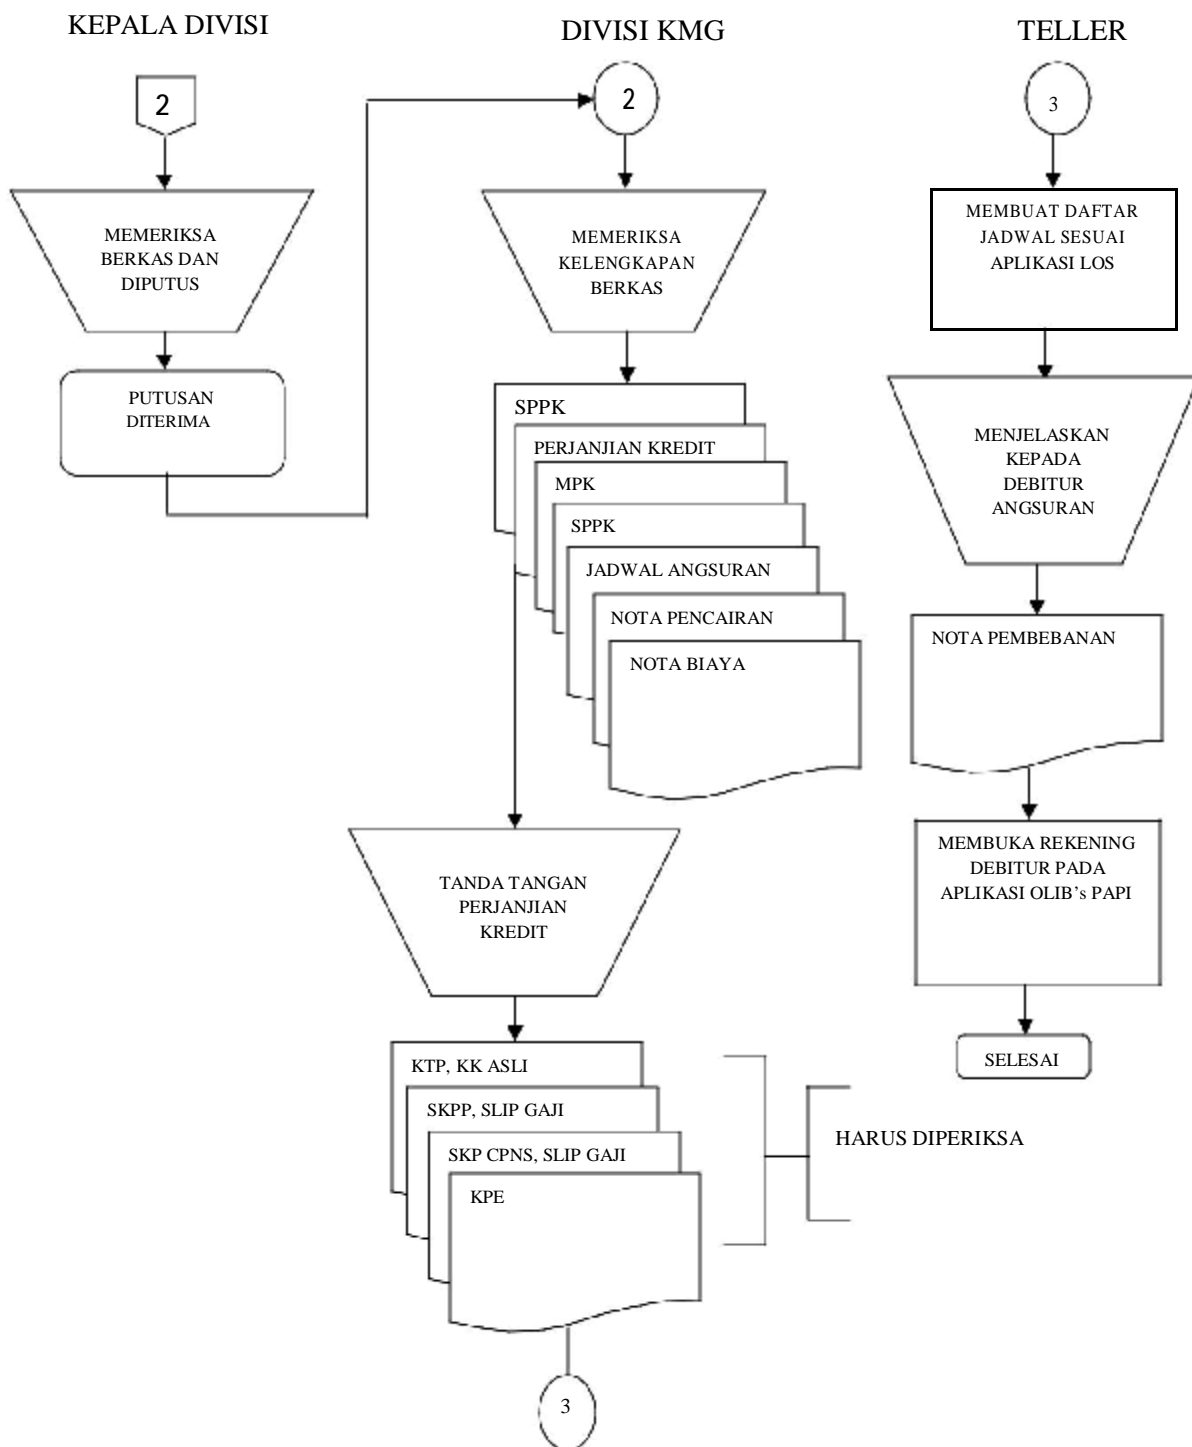 KEPALA DIVISI
2
MEMERIKSA
BERKAS DAN
DIPUTUS
PUTUSAN
DITERIMA
DIVISI KMG
2
MEMERIKSA
KELENGKAPAN
BERKAS
SPPK
PERJANJIAN KREDIT
MPK
SPPK
JADWAL ANGSURAN
NOTA PENCAIRAN
NOTA BIAYA
TANDA TANGAN
PERJANJIAN
KREDIT
KTP, KK ASLI
SKPP, SLIP GAJI
SKP CPNS, SLIP GAJI
KPE
HARUS DIPERIKSA
3
TELLER
3
MEMBUAT DAFTAR
JADWAL SESUAI
APLIKASI LOS
MENJELASKAN
KEPADA
DEBITUR
ANGSURAN
NOTA PEMBEBANAN
MEMBUKA REKENING
DEBITUR PADA
APLIKASI OLIB's PAPI
SELESAI